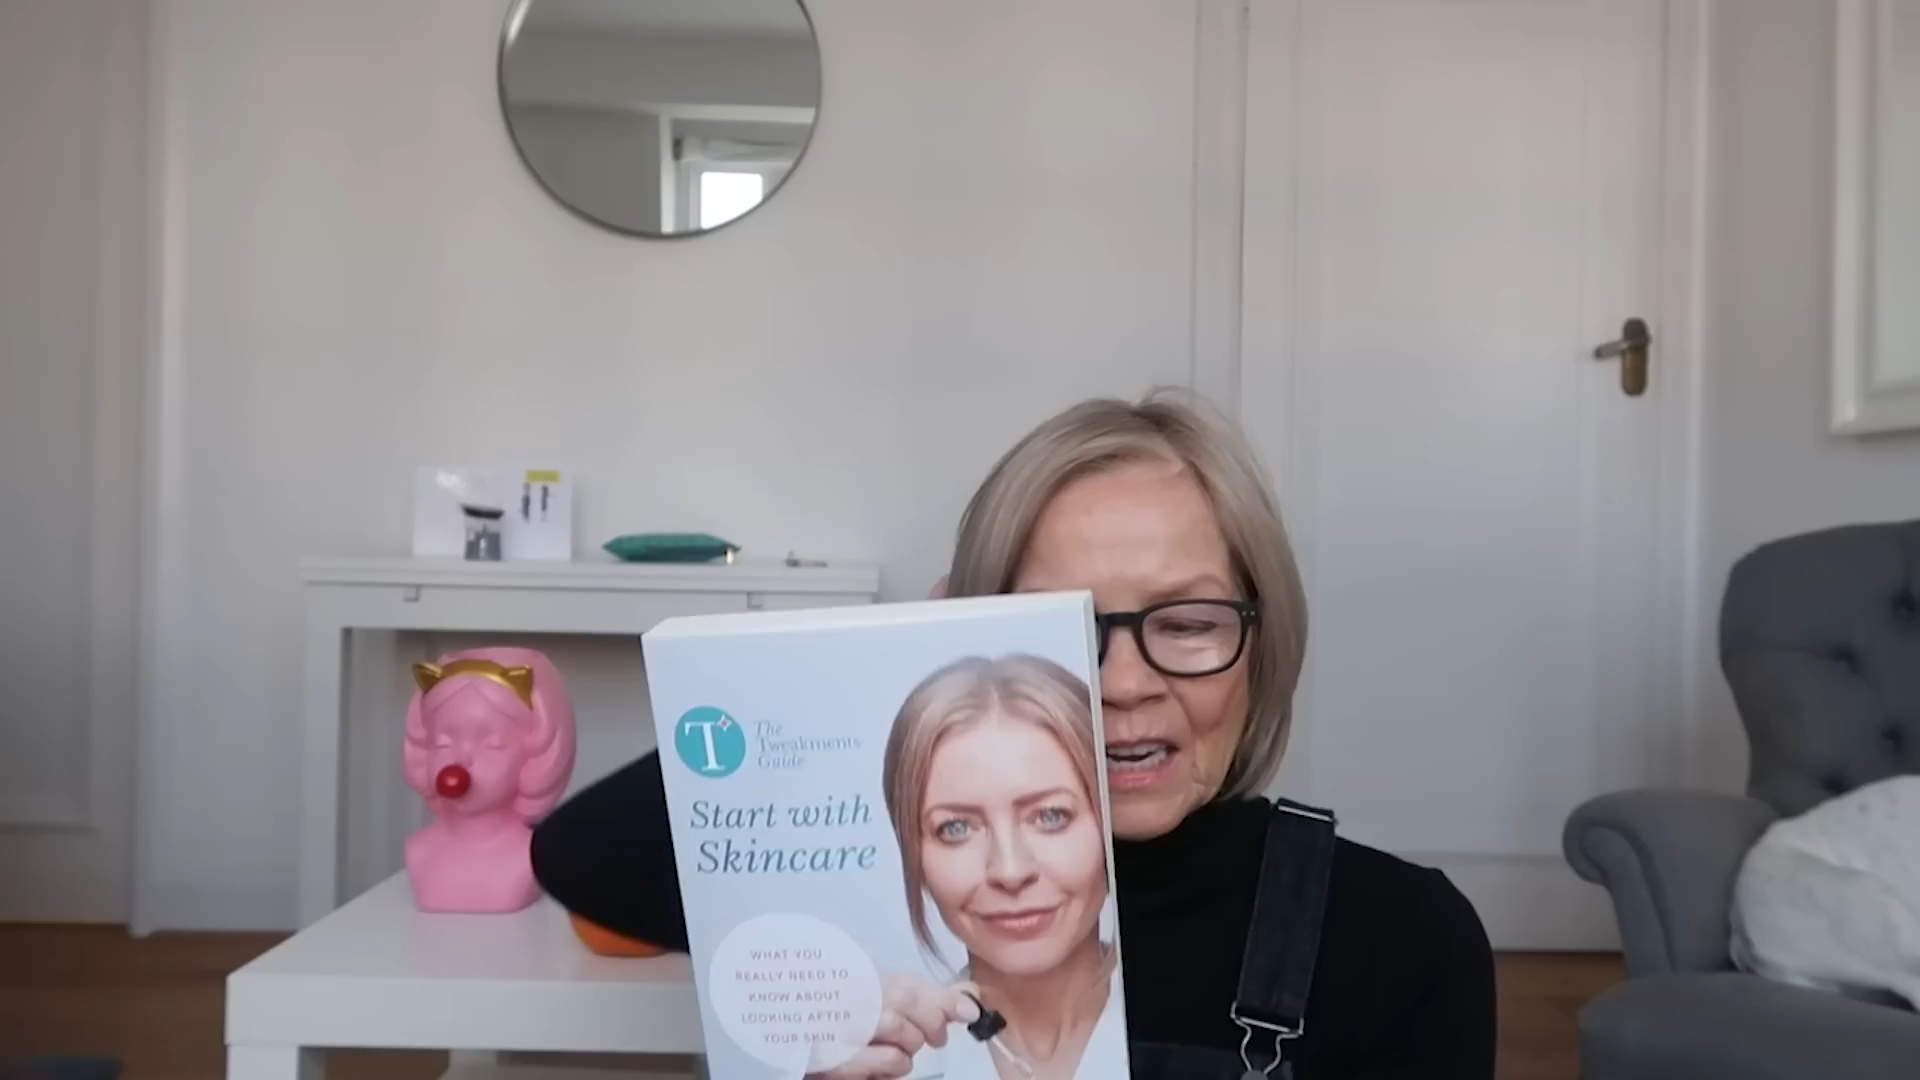 T
The
Tweakments
Guide
Start with
Skincare
WHAT YOU
REALLY NEED TO
KNOW ABOUT
LOOKING AFTER
YOUR SKIN